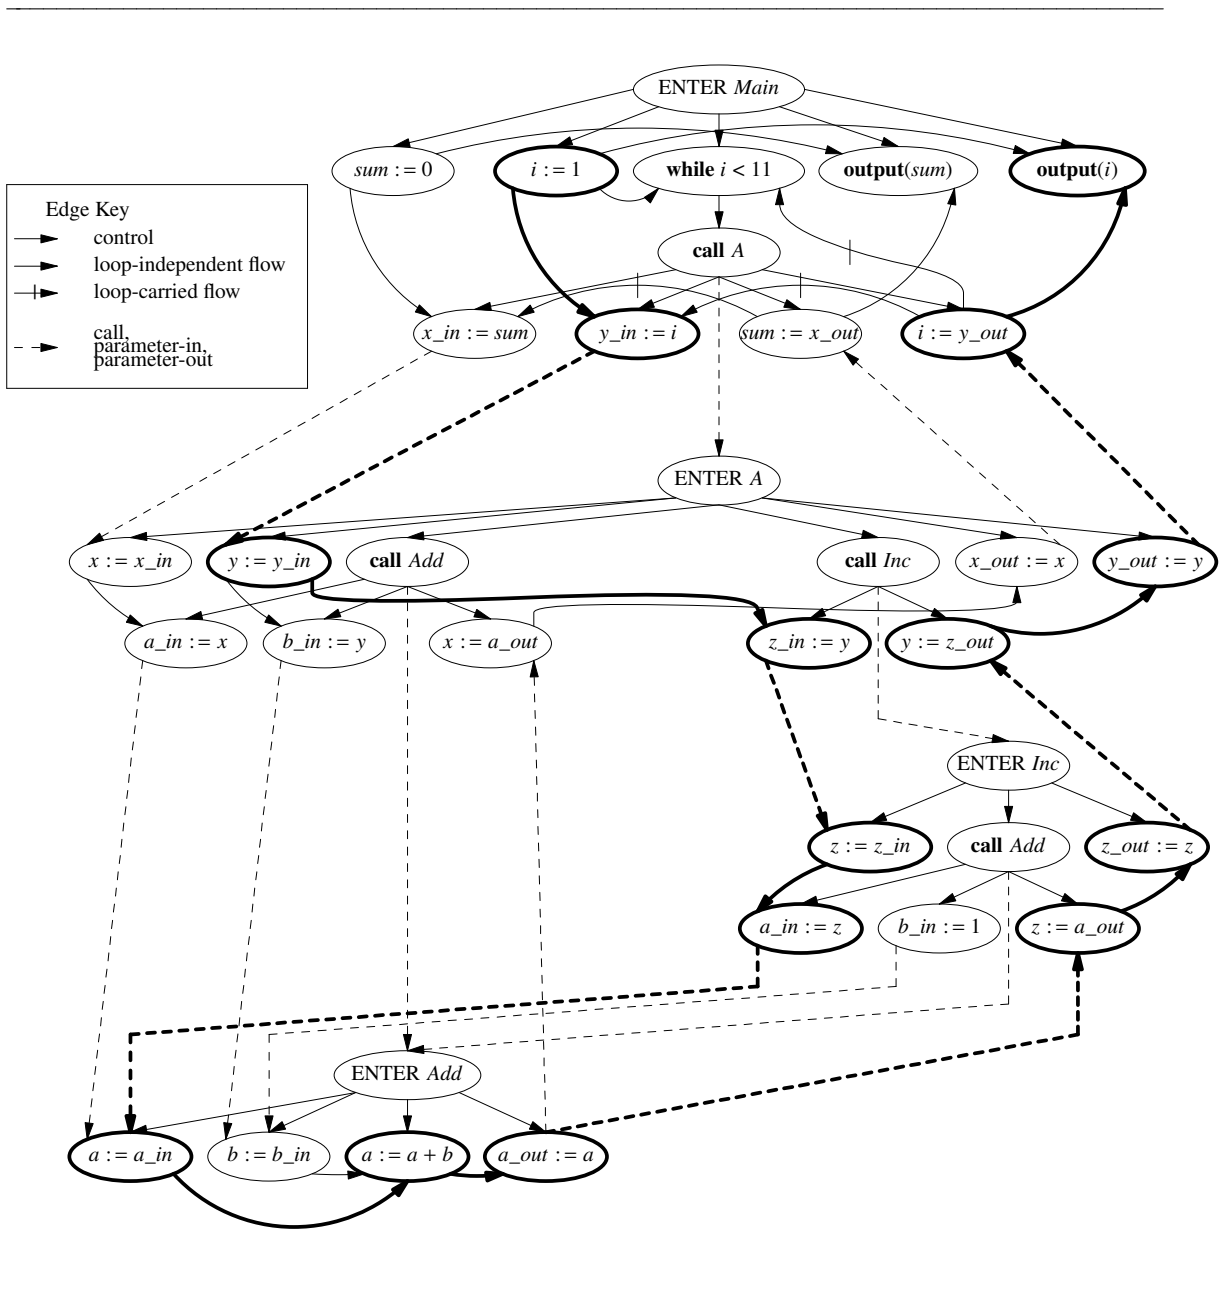 ENTER Main
sum := 0
i := 1
while i < 11
output(sum)
output(i)
Edge Key
control
loop-independent flow
loop-carried flow
call,
parameter-in,
parameter-out
call A
x_in := sum
y_in := i
sum := x_out
i := y_out
ENTER A
x := x_in
y := y_in
call Add
call Inc
x_out := x
y_out := y
a_in := x
b_in := y
x := a_out
z_in := y
y := z_out
ENTER Inc
z := z_in
call Add
z_out := z
a_in := z
b_in := 1
z := a_out
ENTER Add
a := a_in
b := b_in
a := a + b
a_out := a